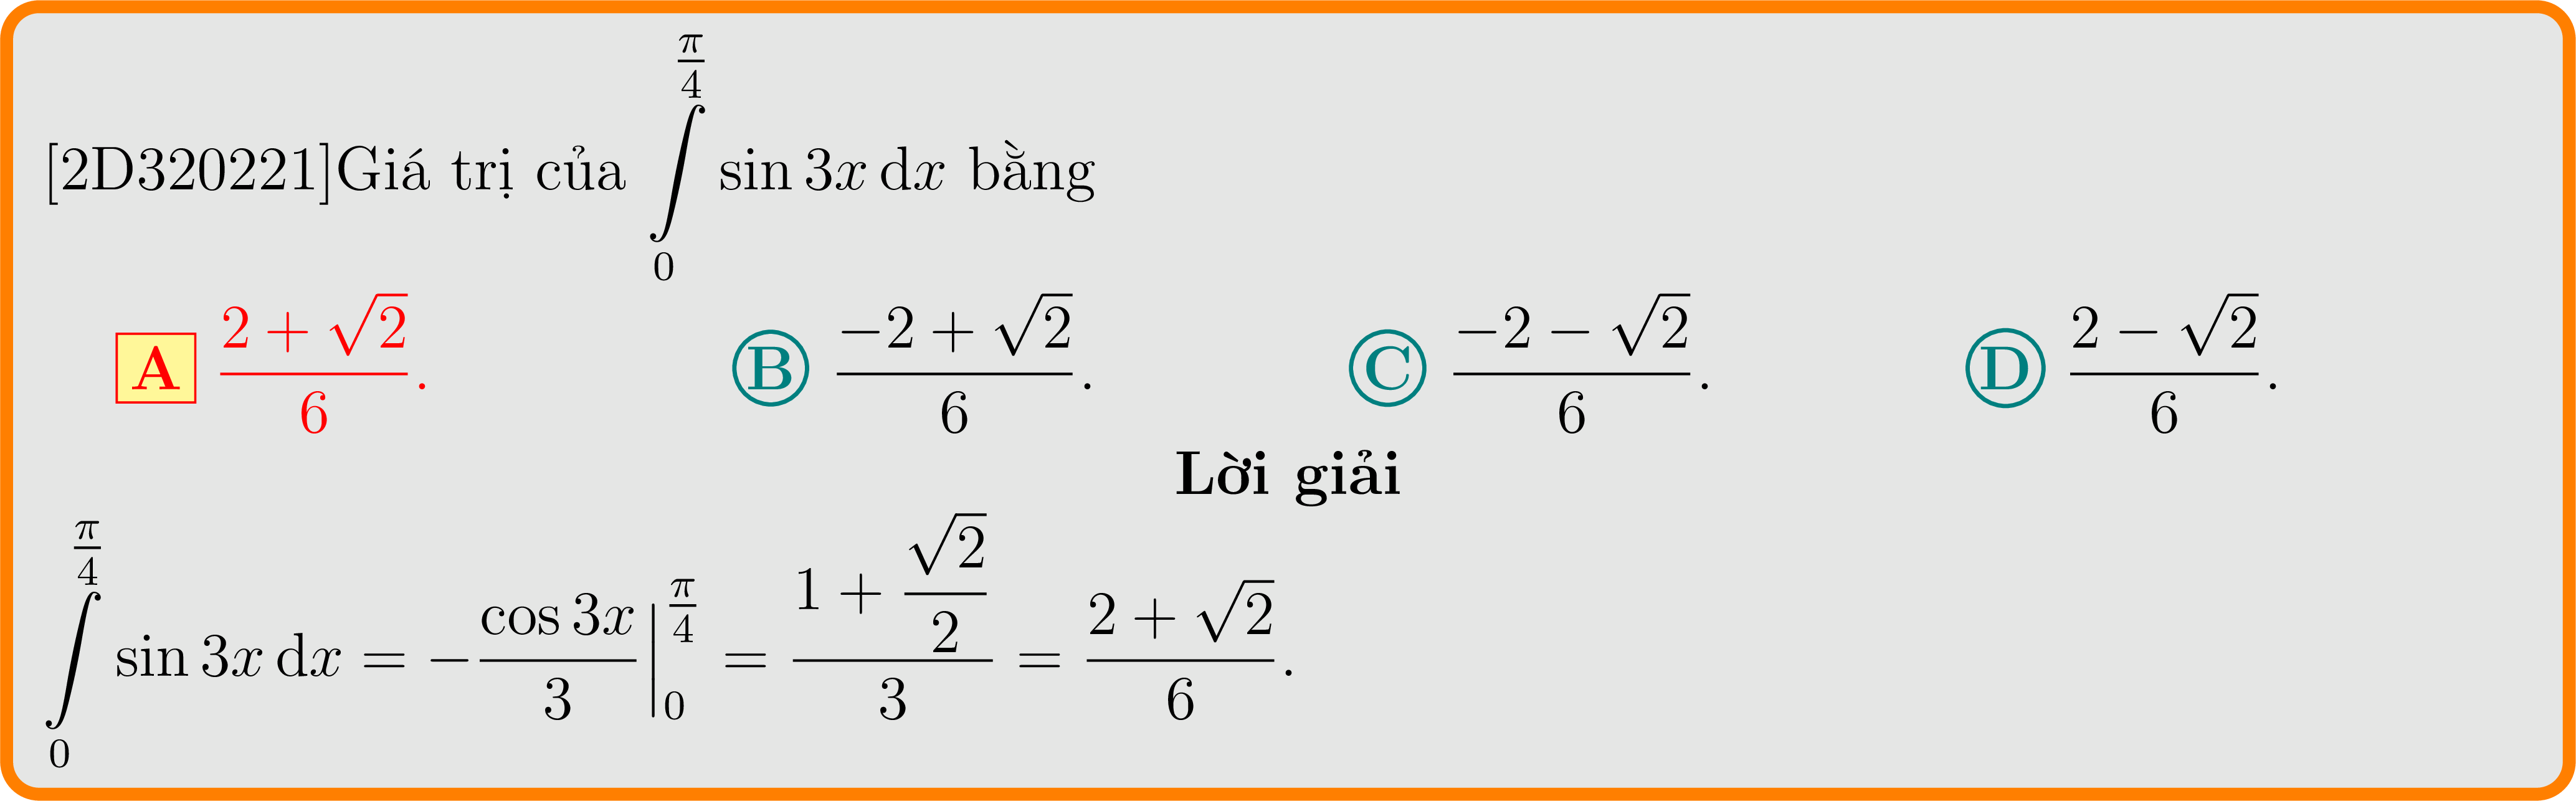 [2D320221]Giá trị của $\int\limits_{0}^{\frac{\pi}{4}} \sin 3x \, \mathrm{d}x$ bằng
A $\frac{2+\sqrt{2}}{6}$. B $\frac{-2+\sqrt{2}}{6}$. C $\frac{-2-\sqrt{2}}{6}$. D $\frac{2-\sqrt{2}}{6}$.
Lời giải
$\int\limits_{0}^{\frac{\pi}{4}} \sin 3x \, \mathrm{d}x = -\frac{\cos 3x}{3}\Big|_{0}^{\frac{\pi}{4}} = \frac{1+\frac{\sqrt{2}}{2}}{3} = \frac{2+\sqrt{2}}{6}$.